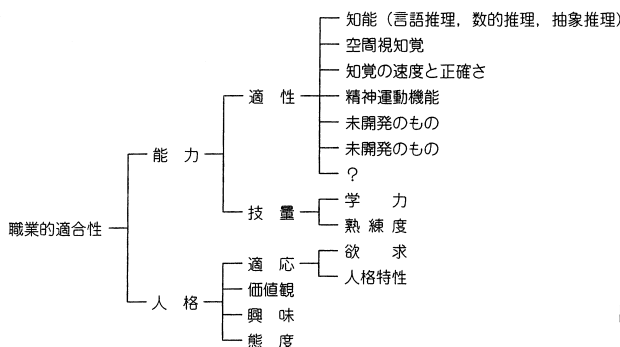 知能（言語推理，数的推理，抽象推理）
空間視知覚
知覚の速度と正確さ
適性
精神運動機能
未開発のもの
未開発のもの
能力
？
技量
学力
熟練度
職業的適合性
適応
欲求
人格特性
人格
価値観
興味
態度